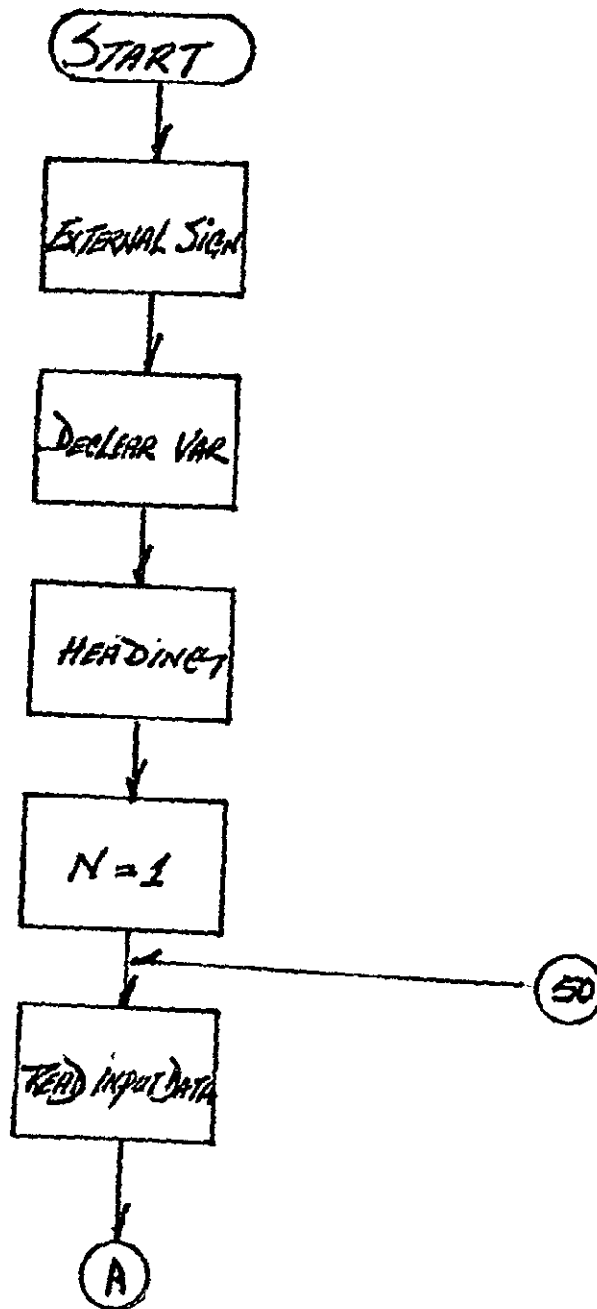 START
EXTERNAL SIGN
DECLEAR VAR
HEADING
N = 1
50
READ INPUT DATA
A